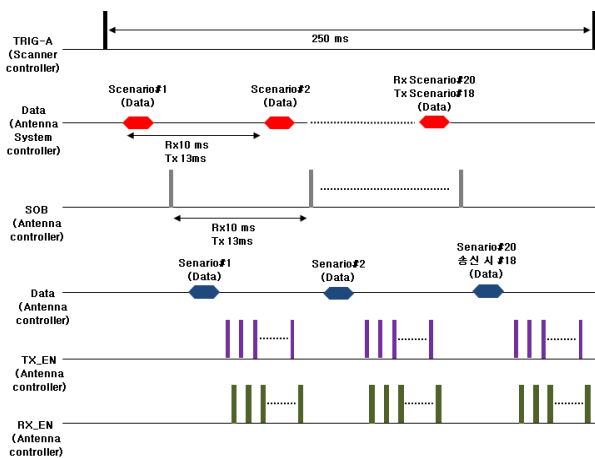 250 ms
TRIG-A
(Scanner
controller)
Scenario#1
(Data)
Scenario#2
(Data)
Rx Scenario#20
Tx Scenario#18
(Data)
Data
(Antenna
System
controller)
Rx10 ms
Tx 13ms
SOB
(Antenna
controller)
Rx10 ms
Tx 13ms
Senario#1
(Data)
Senario#2
(Data)
Senario#20
송신 시 #18
(Data)
Data
(Antenna
controller)
TX_EN
(Antenna
controller)
RX_EN
(Antenna
controller)